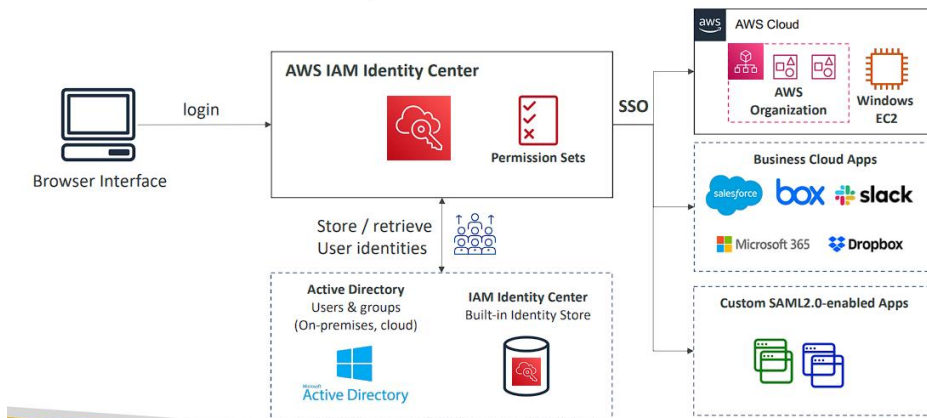 Browser Interface
login
AWS IAM Identity Center
Permission Sets
SSO
Store / retrieve
User identities
Active Directory
Users & groups
(On-premises, cloud)
Microsoft
Active Directory
IAM Identity Center
Built-in Identity Store
aws
AWS Cloud
AWS
Organization
Windows
EC2
Business Cloud Apps
salesforce
box
slack
Microsoft 365
Dropbox
Custom SAML2.0-enabled Apps